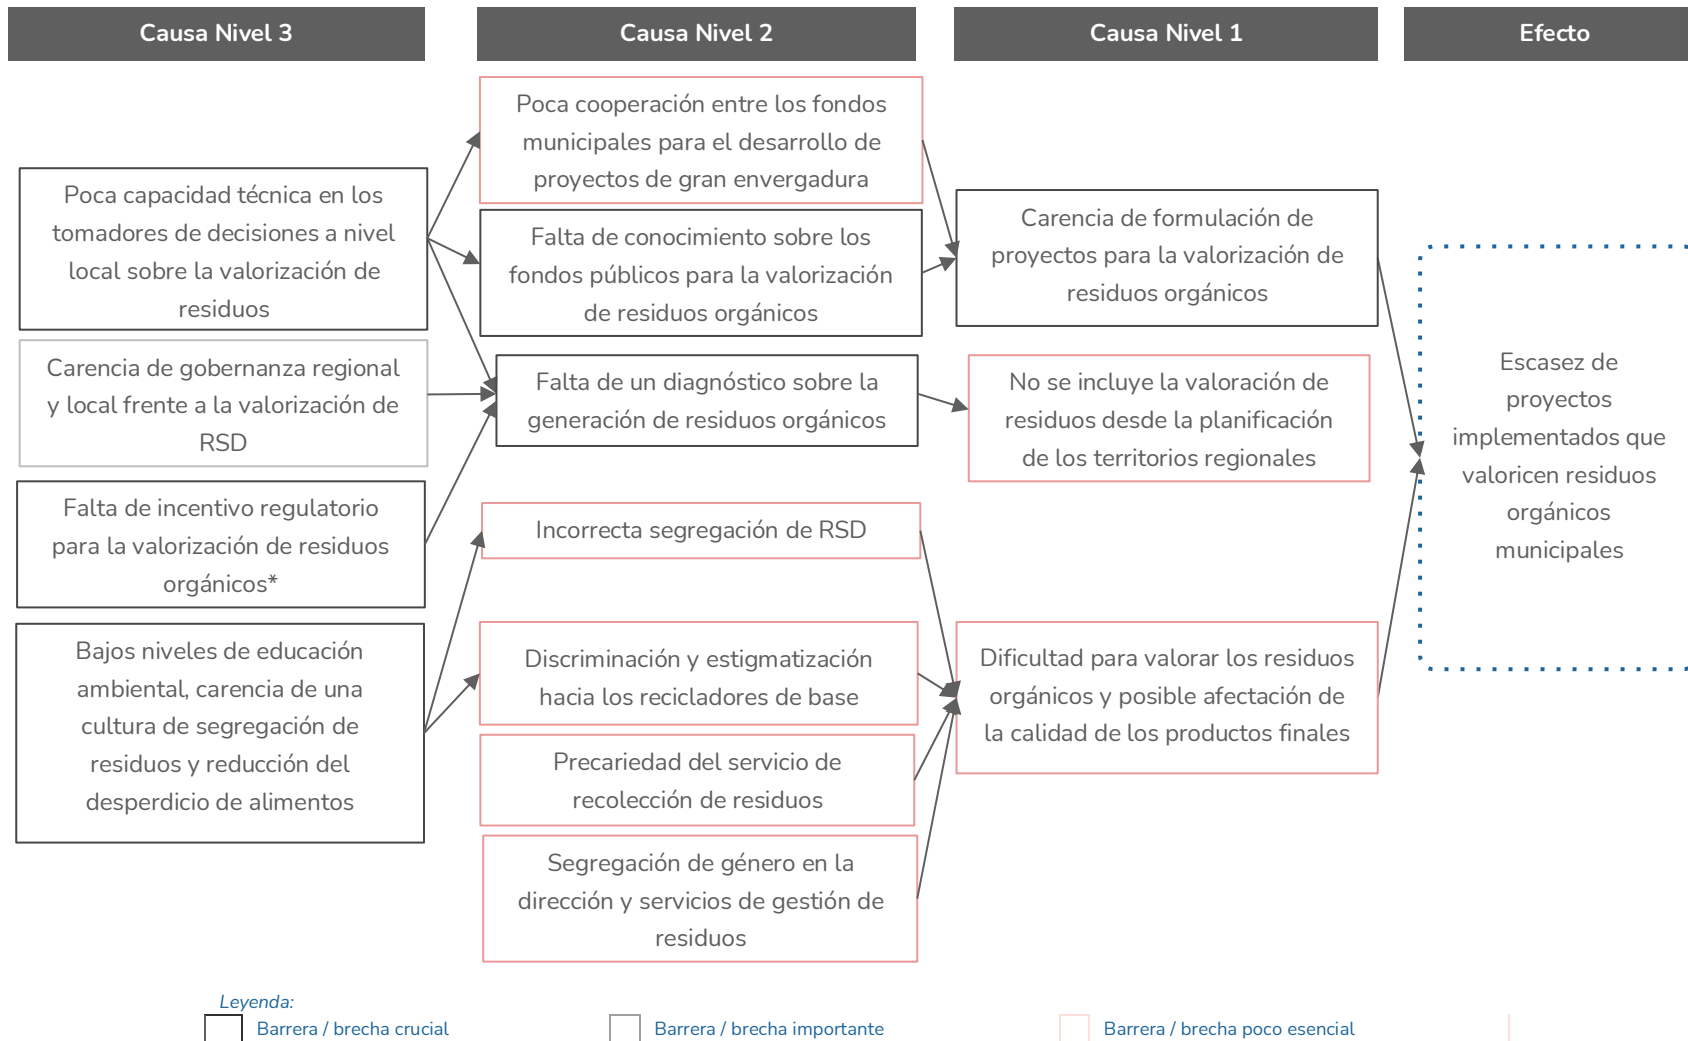 Causa Nivel 3
Causa Nivel 2
Causa Nivel 1
Efecto
Poca capacidad técnica en los
tomadores de decisiones a nivel
local sobre la valorización de
residuos
Carencia de gobernanza regional
y local frente a la valorización de
RSD
Falta de incentivo regulatorio
para la valorización de residuos
orgánicos*
Bajos niveles de educación
ambiental, carencia de una
cultura de segregación de
residuos y reducción del
desperdicio de alimentos
Poca cooperación entre los fondos
municipales para el desarrollo de
proyectos de gran envergadura
Falta de conocimiento sobre los
fondos públicos para la valorización
de residuos orgánicos
Falta de un diagnóstico sobre la
generación de residuos orgánicos
Incorrecta segregación de RSD
Discriminación y estigmatización
hacia los recicladores de base
Precariedad del servicio de
recolección de residuos
Segregación de género en la
dirección y servicios de gestión de
residuos
Carencia de formulación de
proyectos para la valorización de
residuos orgánicos
No se incluye la valoración de
residuos desde la planificación
de los territorios regionales
Dificultad para valorar los residuos
orgánicos y posible afectación de
la calidad de los productos finales
Escasez de
proyectos
implementados que
valoricen residuos
orgánicos
municipales
Leyenda:
Barrera / brecha crucial
Barrera / brecha importante
Barrera / brecha poco esencial